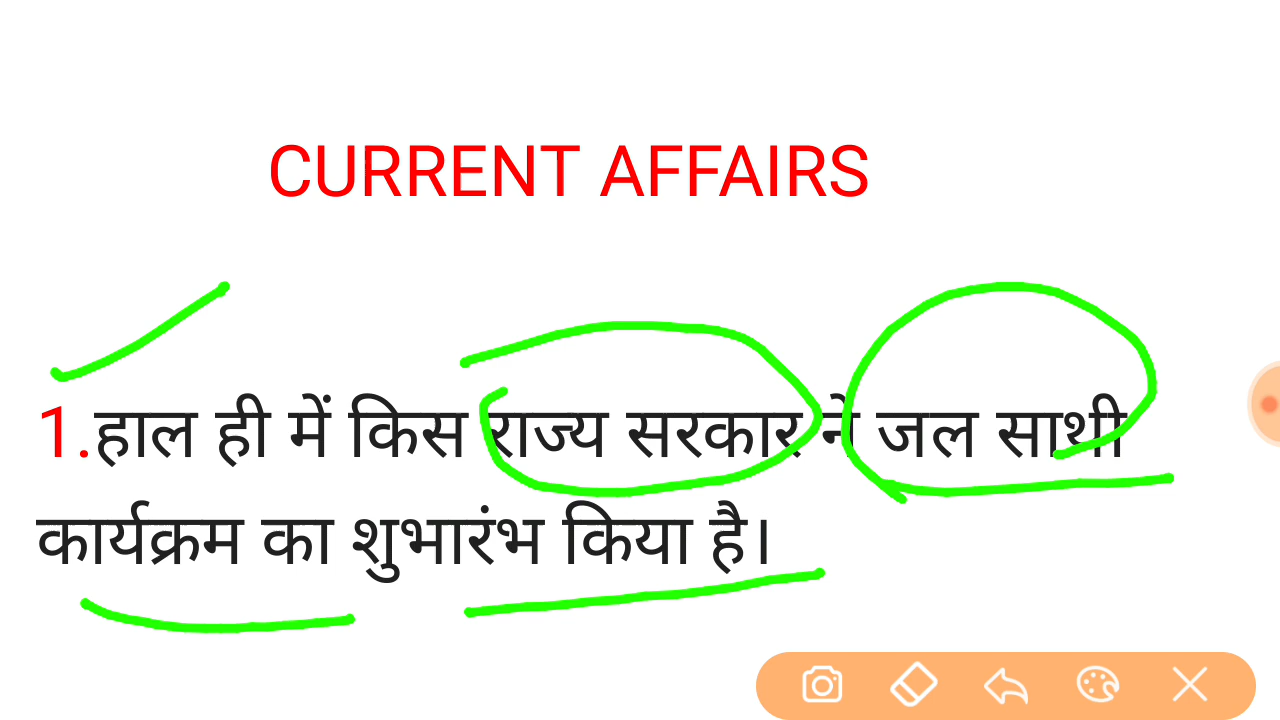 CURRENT AFFAIRS
1.हाल ही में किस राज्य सरकार ने जल साथी
कार्यक्रम का शुभारंभ किया है।